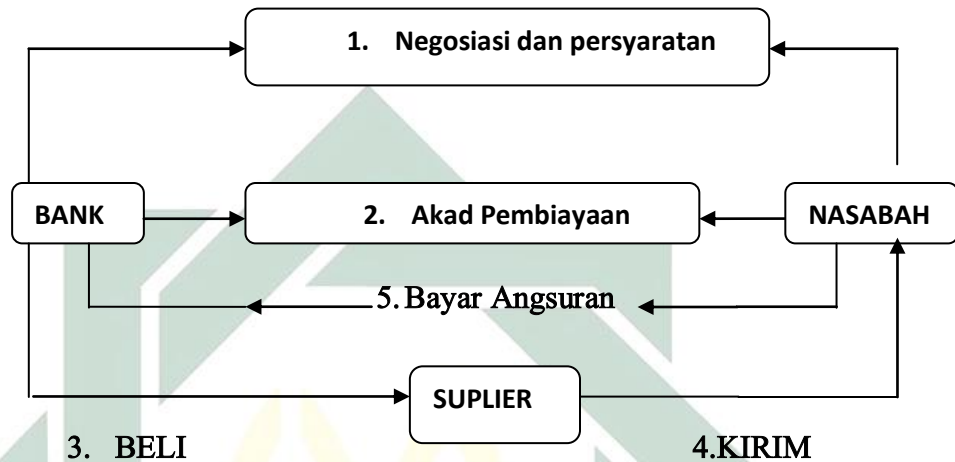 1. Negosiasi dan persyaratan
BANK
2. Akad Pembiayaan
NASABAH
5. Bayar Angsuran
SUPLIER
3. BELI
4.KIRIM